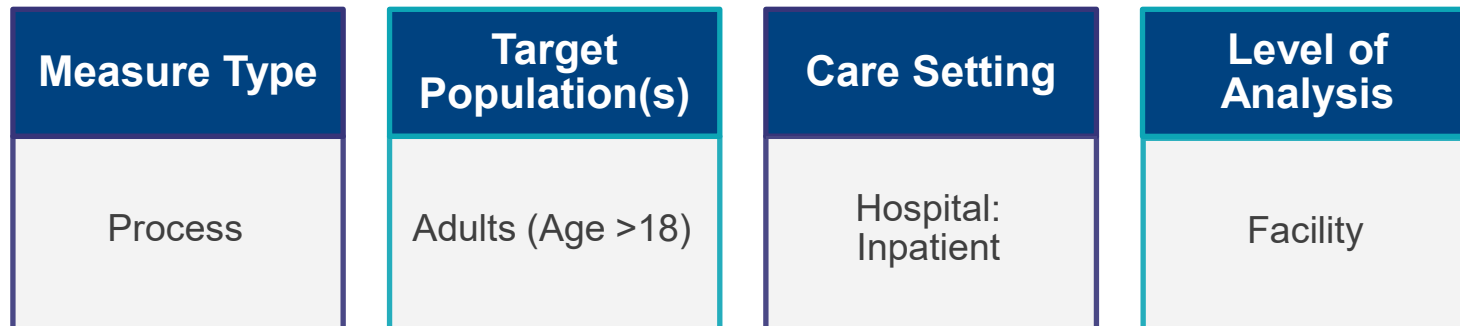 Measure Type
Process
Target
Population(s)
Adults (Age >18)
Care Setting
Hospital:
Inpatient
Level of
Analysis
Facility